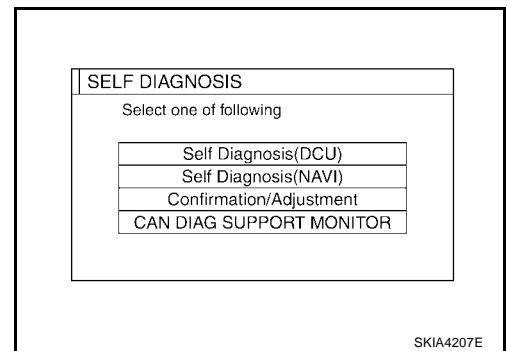 SELF DIAGNOSIS
Select one of following
Self Diagnosis(DCU)
Self Diagnosis(NAVI)
Confirmation/Adjustment
CAN DIAG SUPPORT MONITOR
SKIA4207E